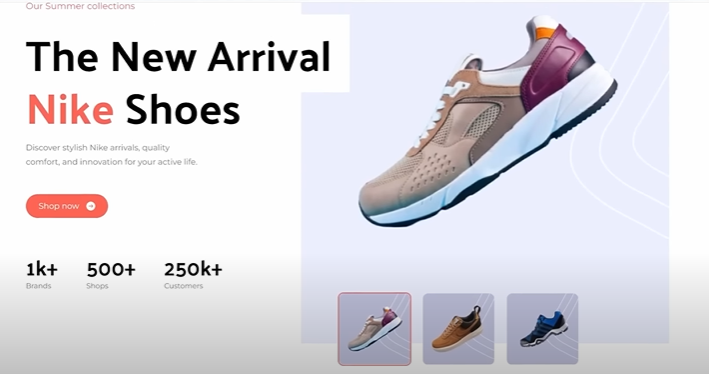 Our Summer collections
The New Arrival
Nike Shoes
Discover stylish Nike arrivals, quality
comfort, and innovation for your active life.
Shop now
1k+ 500+ 250k+
Brands Shops Customers